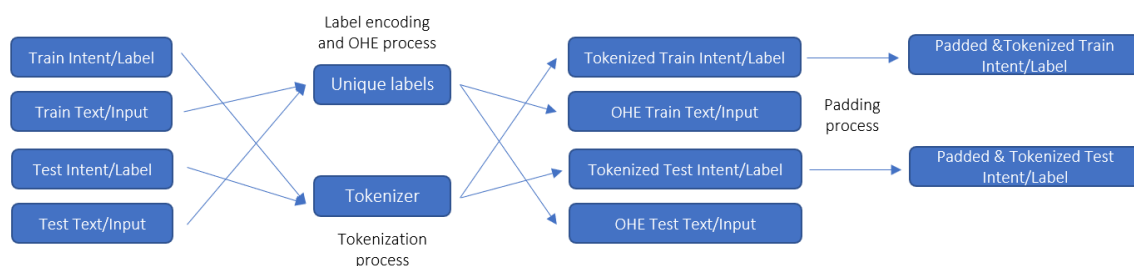 Train Intent/Label
Train Text/Input
Test Intent/Label
Test Text/Input
Label encoding
and OHE process
Unique labels
Tokenizer
Tokenization
process
Tokenized Train Intent/Label
OHE Train Text/Input
Tokenized Test Intent/Label
OHE Test Text/Input
Padding
process
Padded &Tokenized Train
Intent/Label
Padded & Tokenized Test
Intent/Label